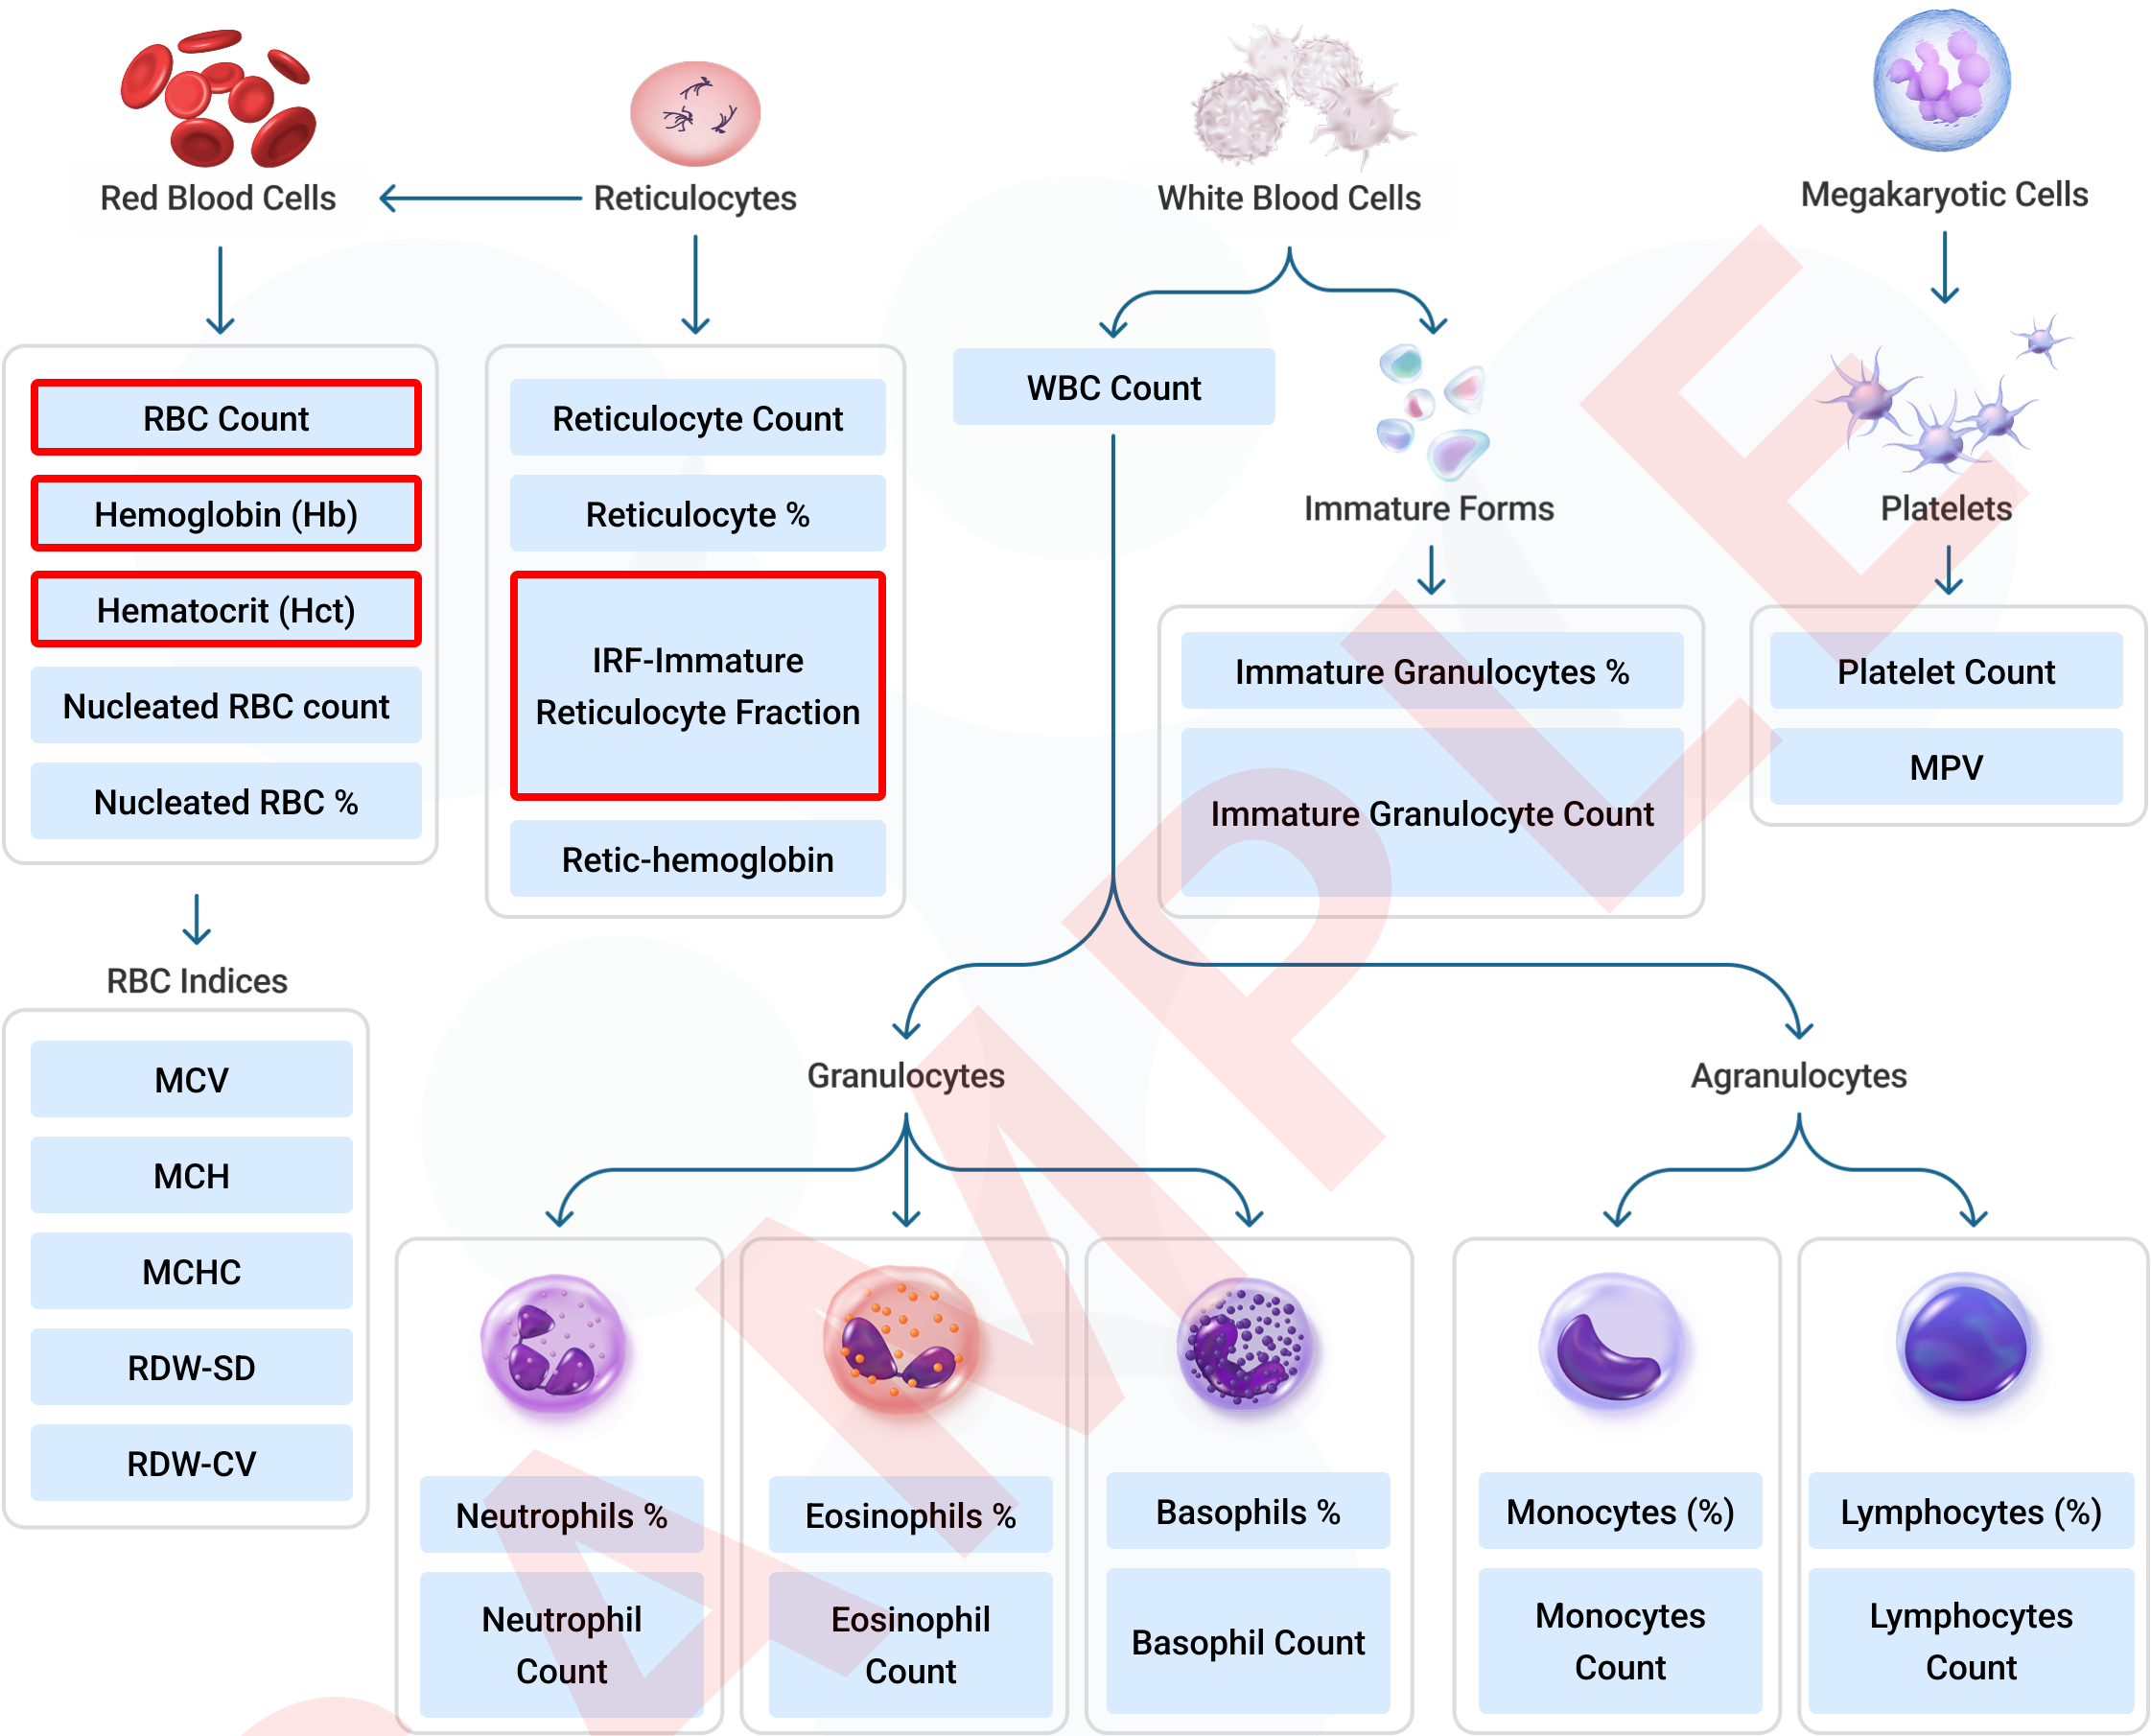 Red Blood Cells
Reticulocytes
White Blood Cells
Megakaryotic Cells
RBC Count
Hemoglobin (Hb)
Hematocrit (Hct)
Nucleated RBC count
Nucleated RBC %
Reticulocyte Count
Reticulocyte %
IRF-Immature
Reticulocyte Fraction
Retic-hemoglobin
WBC Count
Immature Forms
Immature Granulocytes %
Immature Granulocyte Count
Platelets
Platelet Count
MPV
RBC Indices
MCV
MCH
MCHC
RDW-SD
RDW-CV
Granulocytes
Agranulocytes
Neutrophils %
Neutrophil
Count
Eosinophils %
Eosinophil
Count
Basophils %
Basophil Count
Monocytes (%)
Monocytes
Count
Lymphocytes (%)
Lymphocytes
Count
SAMPLE